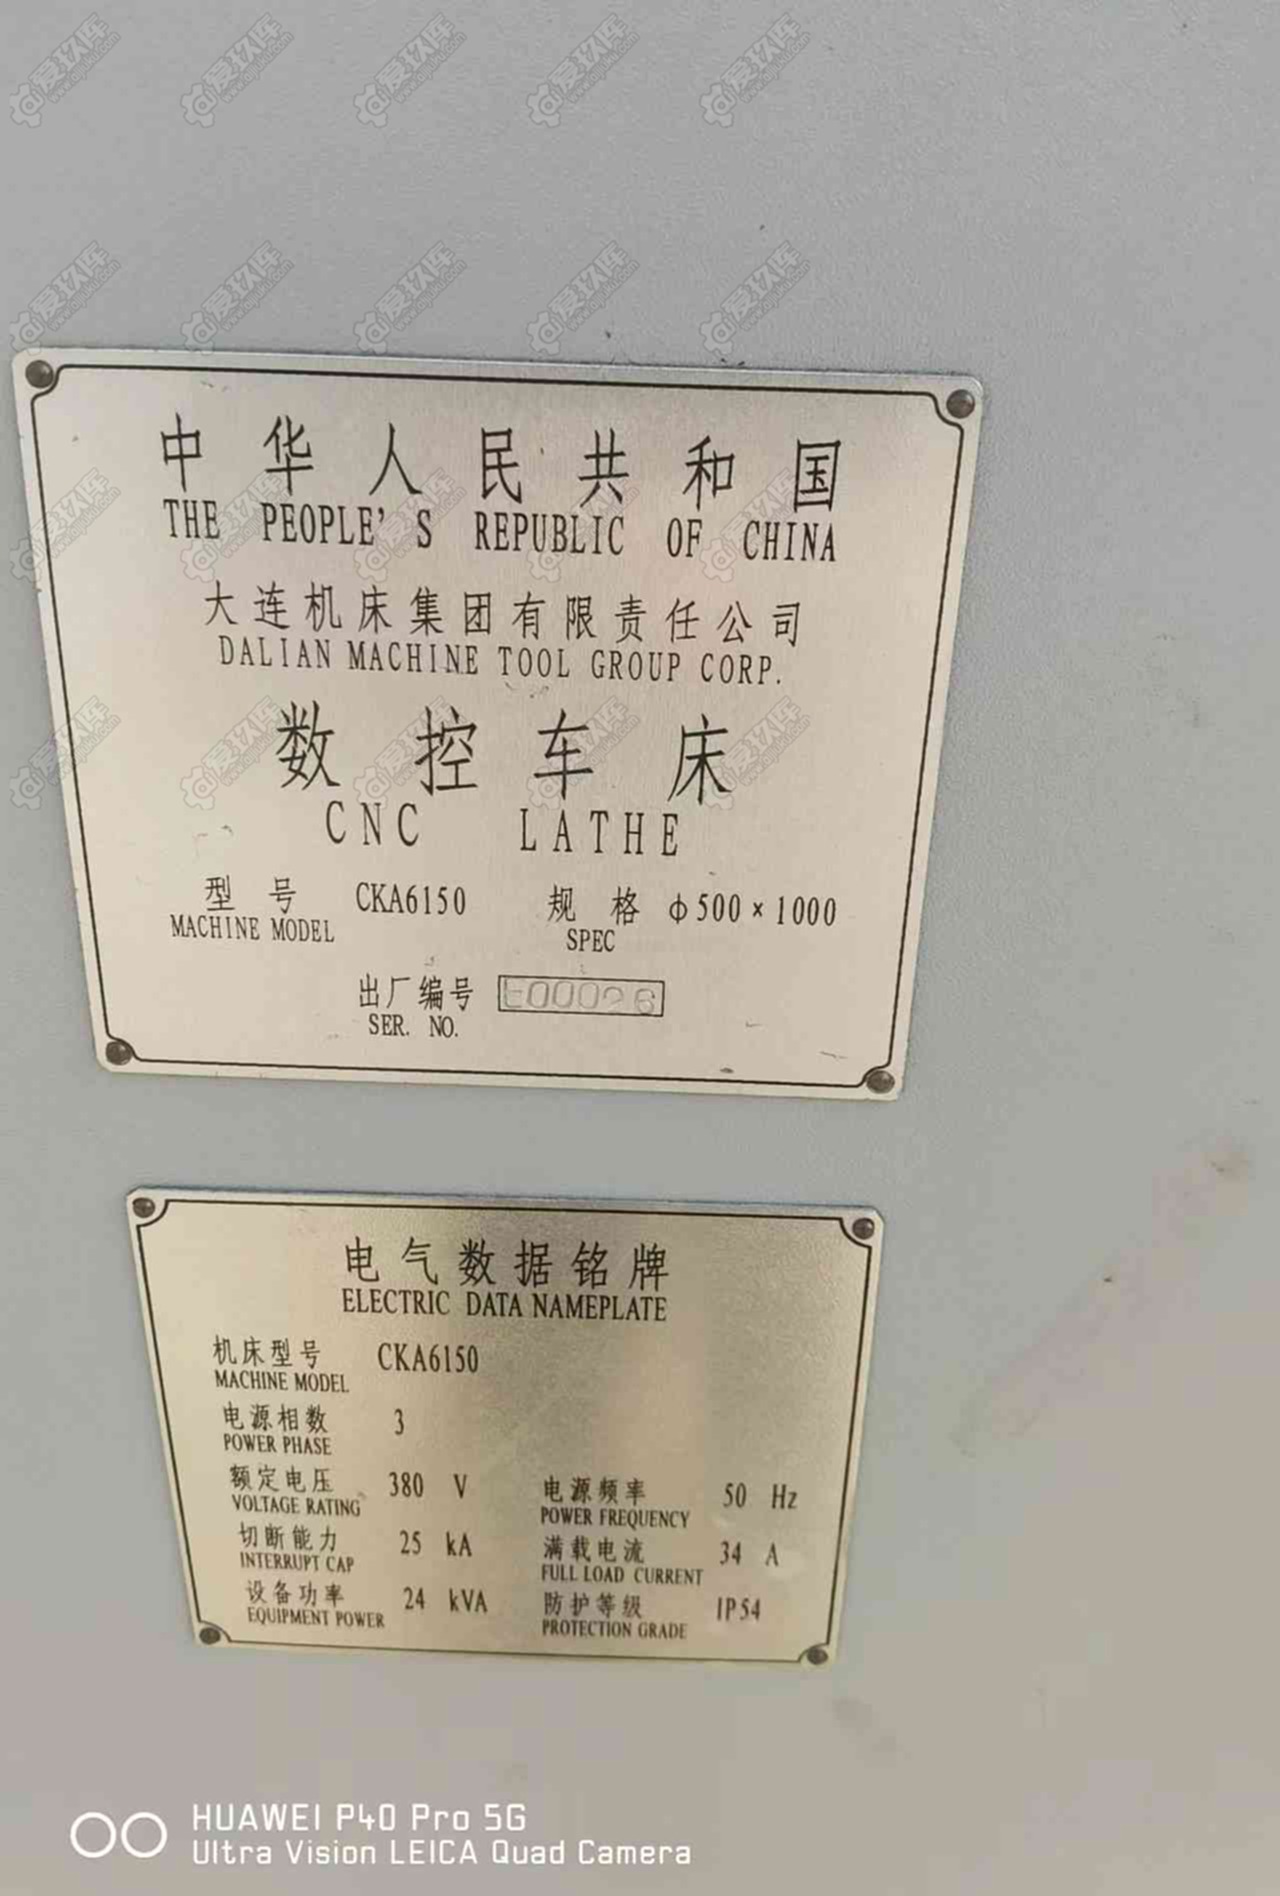 中华人民共和国
THE PEOPLE'S REPUBLIC OF CHINA
大连机床集团有限责任公司
DALIAN MACHINE TOOL GROUP CORP.
数控车床
CNC LATHE
型号 CKA6150 规格 φ500×1000
MACHINE MODEL SPEC
出厂编号
SER. NO.
电气数据铭牌
ELECTRIC DATA NAMEPLATE
机床型号 CKA6150
MACHINE MODEL
电源相数 3
POWER PHASE
额定电压 380 V 电源频率 50 Hz
VOLTAGE RATING POWER FREQUENCY
切断能力 25 kA 满载电流 34 A
INTERRUPT CAP FULL LOAD CURRENT
设备功率 24 kVA 防护等级 IP54
EQUIPMENT POWER PROTECTION GRADE
HUAWEI P40 Pro 5G
Ultra Vision LEICA Quad Camera
爱玖库